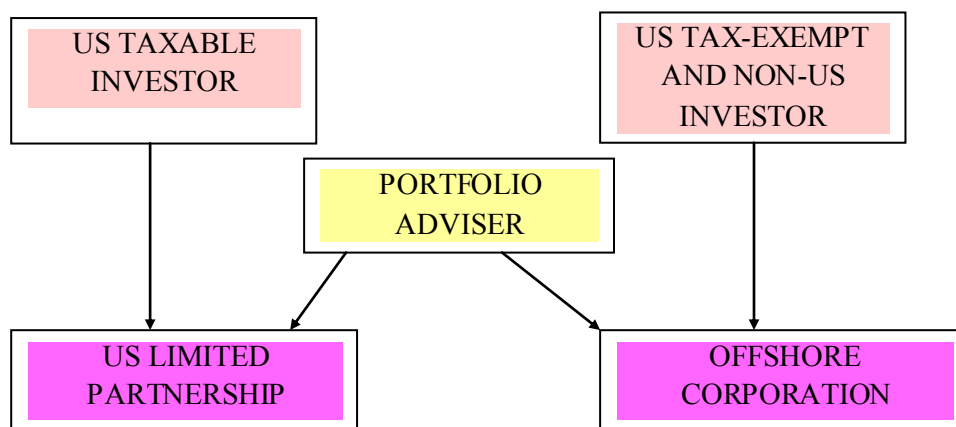 US TAXABLE
INVESTOR
US TAX-EXEMPT
AND NON-US
INVESTOR
PORTFOLIO
ADVISER
US LIMITED
PARTNERSHIP
OFFSHORE
CORPORATION